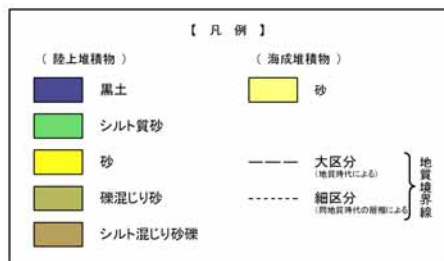 【 凡 例 】
( 陸上堆積物 )
黒土
シルト質砂
砂
礫混じり砂
シルト混じり砂礫
( 海成堆積物 )
砂
大区分
(地質時代による)
細区分
(同地質時代の層相による)
地質境界線